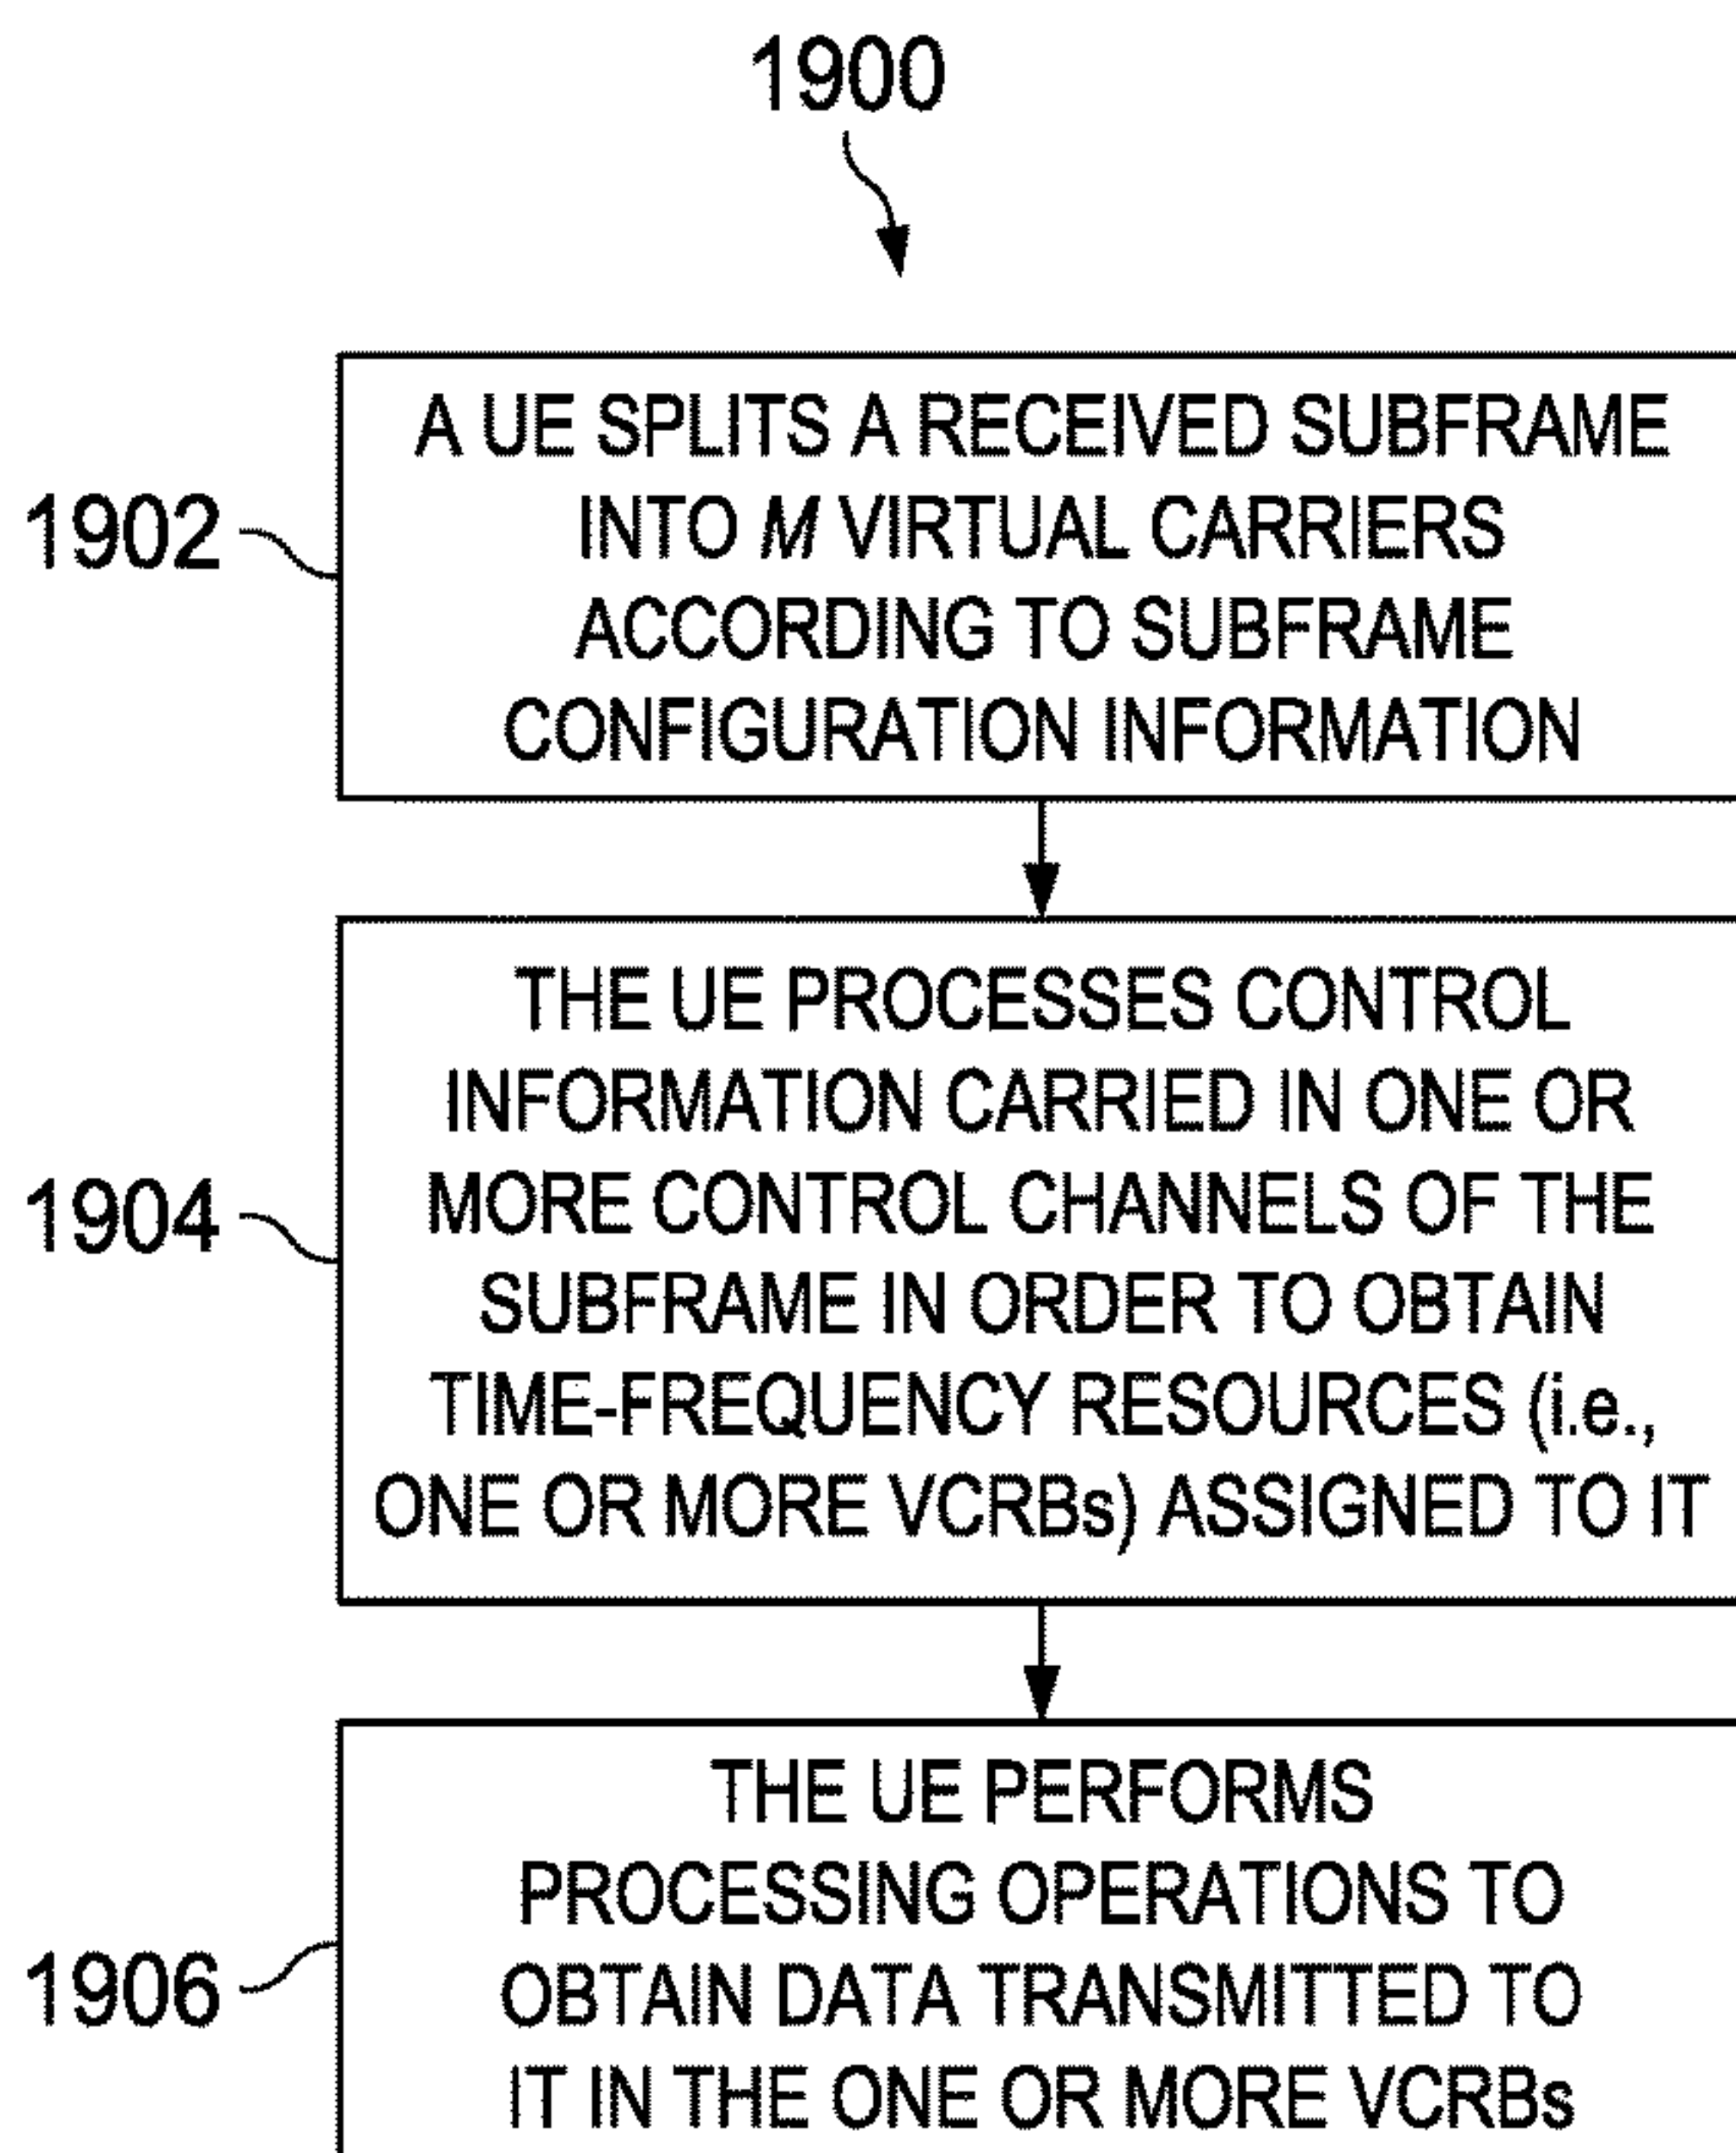 1900
1902
A UE SPLITS A RECEIVED SUBFRAME
INTO M VIRTUAL CARRIERS
ACCORDING TO SUBFRAME
CONFIGURATION INFORMATION
1904
THE UE PROCESSES CONTROL
INFORMATION CARRIED IN ONE OR
MORE CONTROL CHANNELS OF THE
SUBFRAME IN ORDER TO OBTAIN
TIME-FREQUENCY RESOURCES (i.e.,
ONE OR MORE VCRBs) ASSIGNED TO IT
1906
THE UE PERFORMS
PROCESSING OPERATIONS TO
OBTAIN DATA TRANSMITTED TO
IT IN THE ONE OR MORE VCRBs